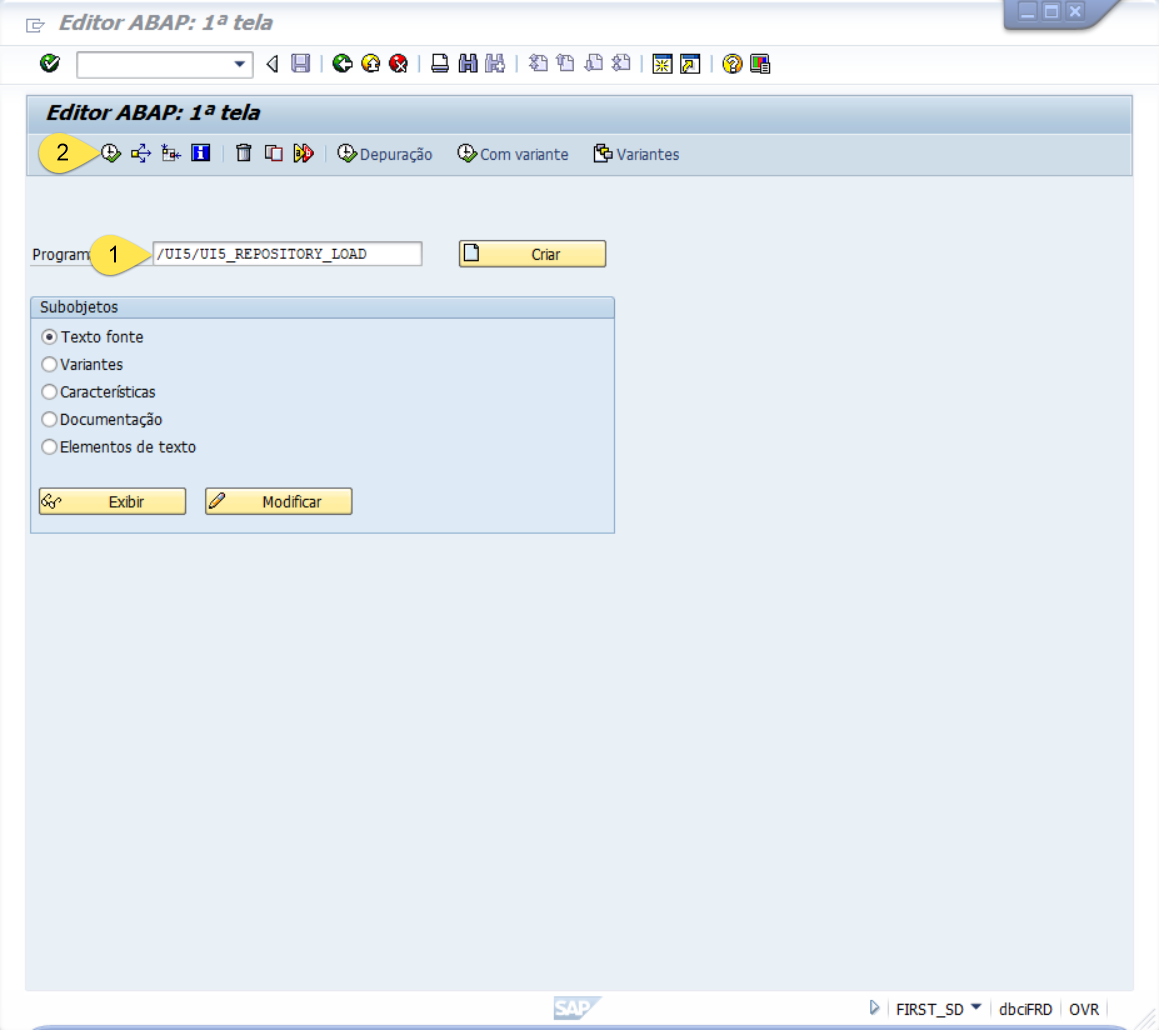 Editor ABAP: 1ª tela
Editor ABAP: 1ª tela
2 Depuração Com variante Variantes
Program 1 /UI5/UI5_REPOSITORY_LOAD Criar
Subobjetos
Texto fonte
Variantes
Características
Documentação
Elementos de texto
Exibir Modificar
SAP FIRST_SD dbciFRD OVR